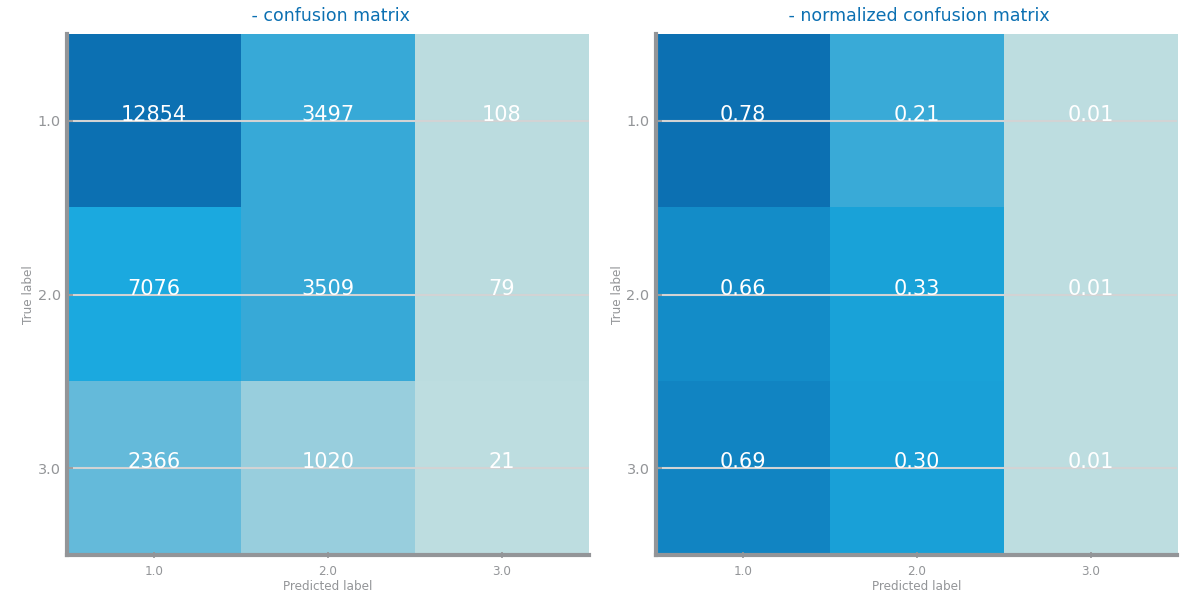 - confusion matrix
1.0
12854 3497 108
True label
2.0
7076 3509 79
3.0
2366 1020 21
1.0 2.0 3.0
Predicted label
- normalized confusion matrix
1.0
0.78 0.21 0.01
True label
2.0
0.66 0.33 0.01
3.0
0.69 0.30 0.01
1.0 2.0 3.0
Predicted label